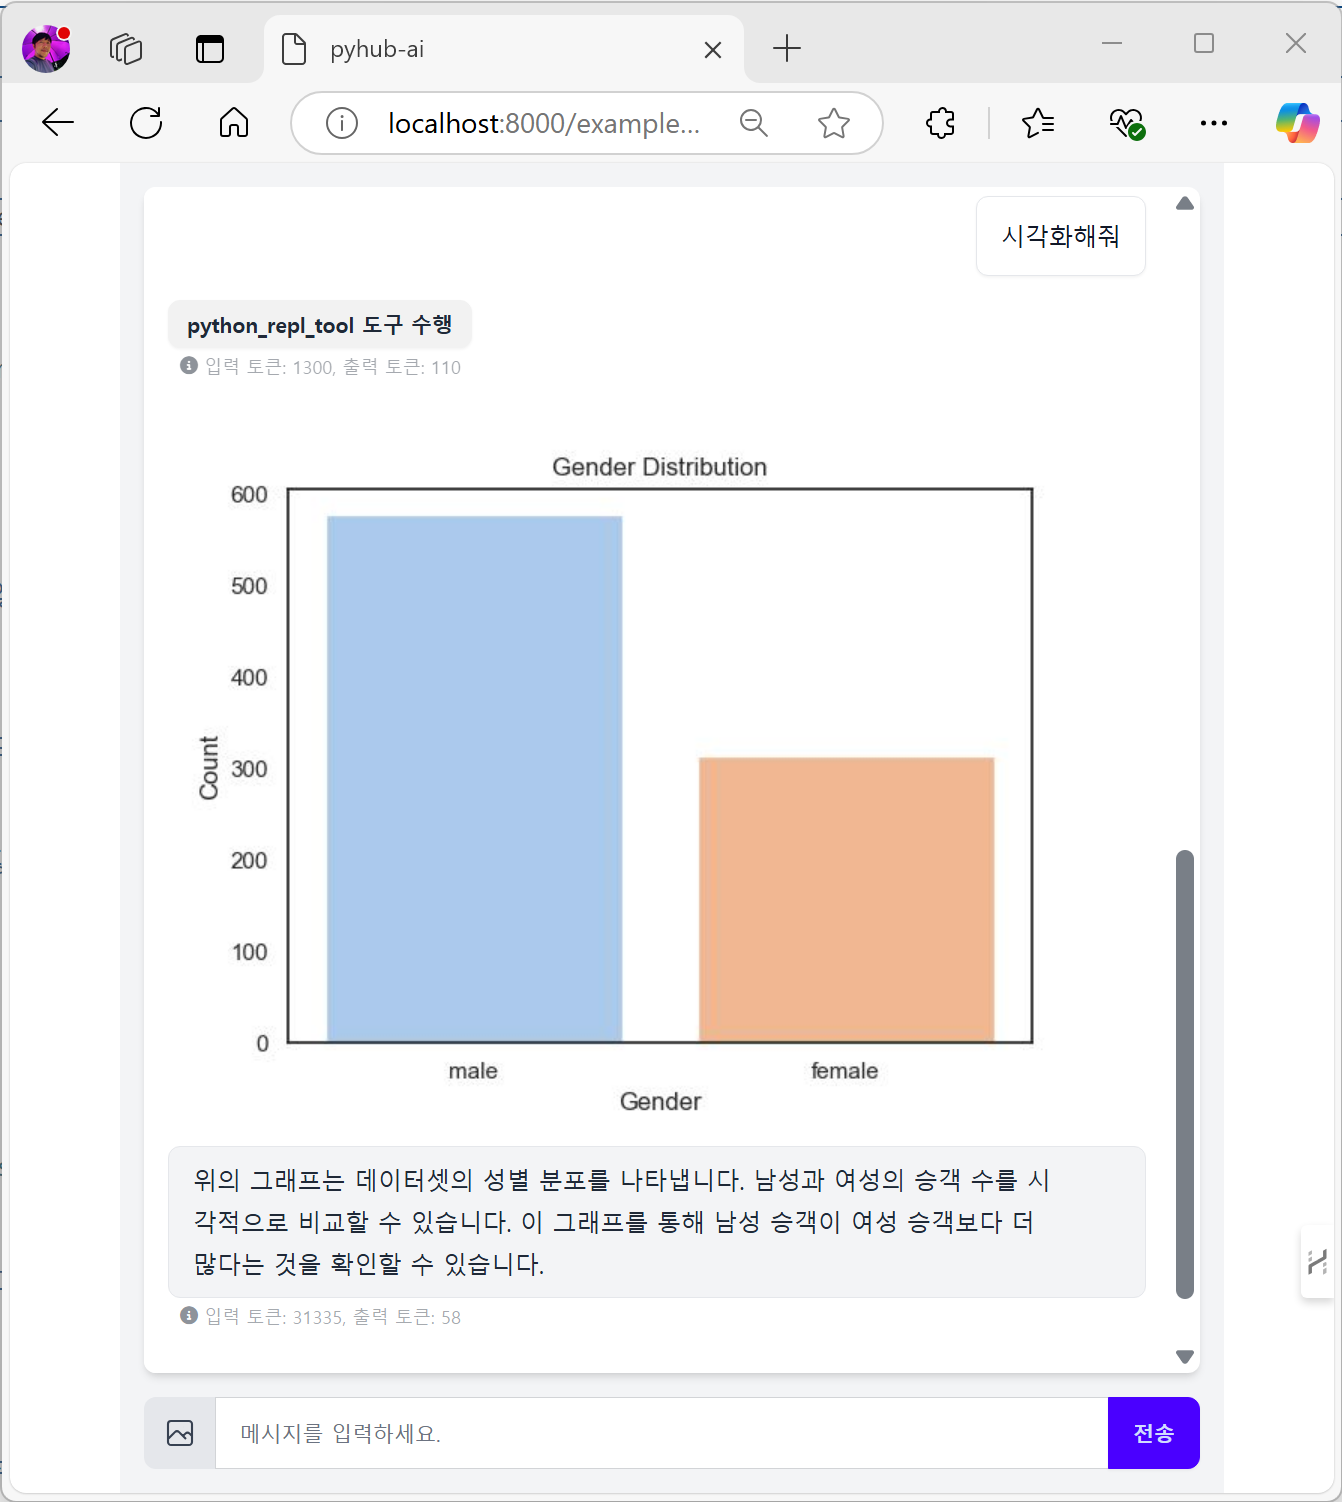 pyhub-ai
localhost:8000/example...
시각화해줘
python_repl_tool 도구 수행
입력 토큰: 1300, 출력 토큰: 110
Gender Distribution
600
500
400
300
200
100
0
Count
male
female
Gender
위의 그래프는 데이터셋의 성별 분포를 나타냅니다. 남성과 여성의 승객 수를 시
각적으로 비교할 수 있습니다. 이 그래프를 통해 남성 승객이 여성 승객보다 더
많다는 것을 확인할 수 있습니다.
입력 토큰: 31335, 출력 토큰: 58
메시지를 입력하세요.
전송